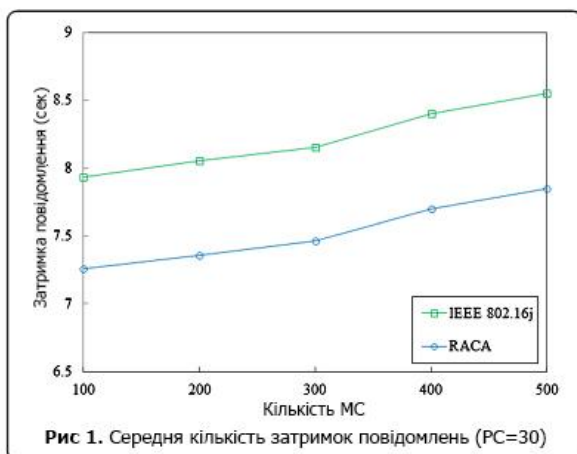 9
8.5
8
7.5
7
6.5
Затримка повідомлення (сек)
IEEE 802.16j
RACA
100 200 300 400 500
Кількість МС
Рис 1. Середня кількість затримок повідомлень (РС=30)